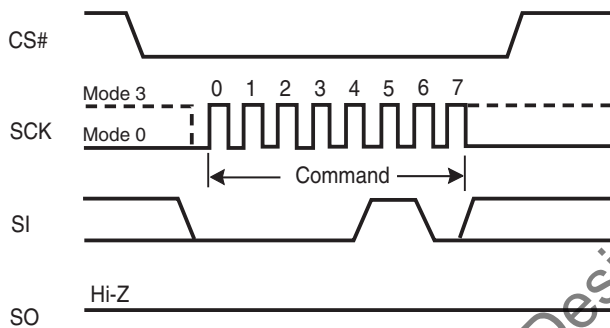 CS#
Mode 3
0 1 2 3 4 5 6 7
SCK
Mode 0
Command
SI
Hi-Z
SO